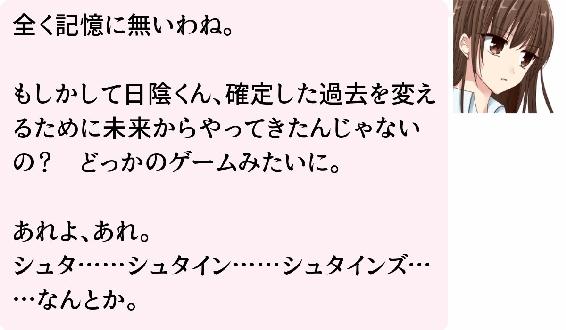 全く記憶に無いわね。
もしかして日陰くん、確定した過去を変え
るために未来からやってきたんじゃない
の？　どっかのゲームみたいに。
あれよ、あれ。
シュタ……シュタイン……シュタインズ…
…なんとか。